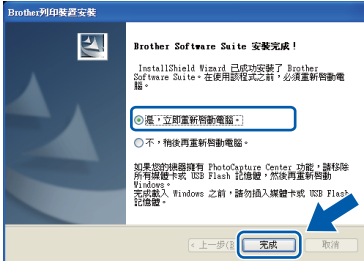 Brother列印裝置安裝
Brother Software Suite 安裝完成！
InstallShield Wizard 已成功安裝了 Brother
Software Suite。在使用該程式之前，必須重新啓動電
腦。
是，立即重新啓動電腦。
不，稍後再重新啓動電腦。
如果您的機器擁有 PhotoCapture Center 功能，請移除
所有媒體卡或 USB Flash 記憶體，然後再重新啓動
Windows。
完成載入 Windows 之前，請勿插入媒體卡或 USB Flash
記憶體。
< 上一步(B
完成
取消